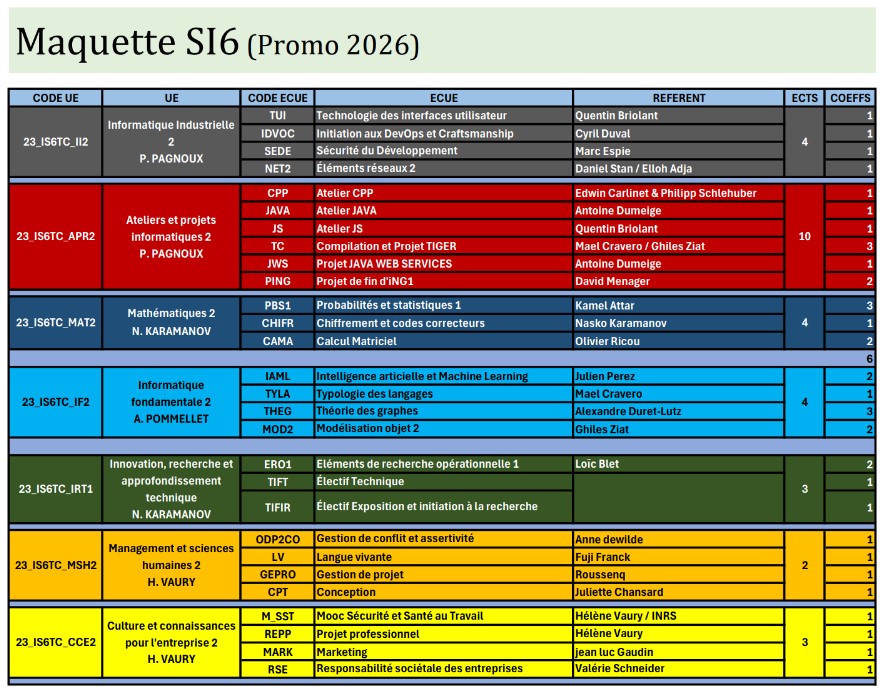 Maquette SI6 (Promo 2026)
CODE UE UE CODE ECUE ECUE REFERENT ECTS COEFFS
23_IS6TC_II2 Informatique Industrielle 2 P. PAGNOUX 4
TUI Technologie des interfaces utilisateur Quentin Briolant 1
IDVOC Initiation aux DevOps et Craftsmanship Cyril Duval 1
SEDE Sécurité du Développement Marc Espie 1
NET2 Éléments réseaux 2 Daniel Stan / Elloh Adja 1
23_IS6TC_APR2 Ateliers et projets informatiques 2 P. PAGNOUX 10
CPP Atelier CPP Edwin Carlinet & Philipp Schlehuber 1
JAVA Atelier JAVA Antoine Dumeige 1
JS Atelier JS Quentin Briolant 1
TC Compilation et Projet TIGER Mael Cravero / Ghiles Ziat 3
JWS Projet JAVA WEB SERVICES Antoine Dumeige 1
PING Projet de fin d'iNG1 David Menager 2
23_IS6TC_MAT2 Mathématiques 2 N. KARAMANOV 4
PBS1 Probabilités et statistiques 1 Kamel Attar 3
CHIFR Chiffrement et codes correcteurs Nasko Karamanov 1
CAMA Calcul Matriciel Olivier Ricou 2
6
23_IS6TC_IF2 Informatique fondamentale 2 A. POMMELLET 4
IAML Intelligence articielle et Machine Learning Julien Perez 2
TYLA Typologie des langages Mael Cravero 1
THEG Théorie des graphes Alexandre Duret-Lutz 3
MOD2 Modélisation objet 2 Ghiles Ziat 2
23_IS6TC_IRT1 Innovation, recherche et approfondissement technique N. KARAMANOV 3
ERO1 Eléments de recherche opérationnelle 1 Loïc Blet 2
TIFT Électif Technique 1
TIFIR Électif Exposition et initiation à la recherche 1
23_IS6TC_MSH2 Management et sciences humaines 2 H. VAURY 2
ODP2CO Gestion de conflit et assertivité Anne dewilde 1
LV Langue vivante Fuji Franck 1
GEPRO Gestion de projet Roussenq 1
CPT Conception Juliette Chansard 1
23_IS6TC_CCE2 Culture et connaissances pour l'entreprise 2 H. VAURY 3
M_SST Mooc Sécurité et Santé au Travail Hélène Vaury / INRS 1
REPP Projet professionnel Hélène Vaury 1
MARK Marketing jean luc Gaudin 1
RSE Responsabilité sociétale des entreprises Valérie Schneider 1